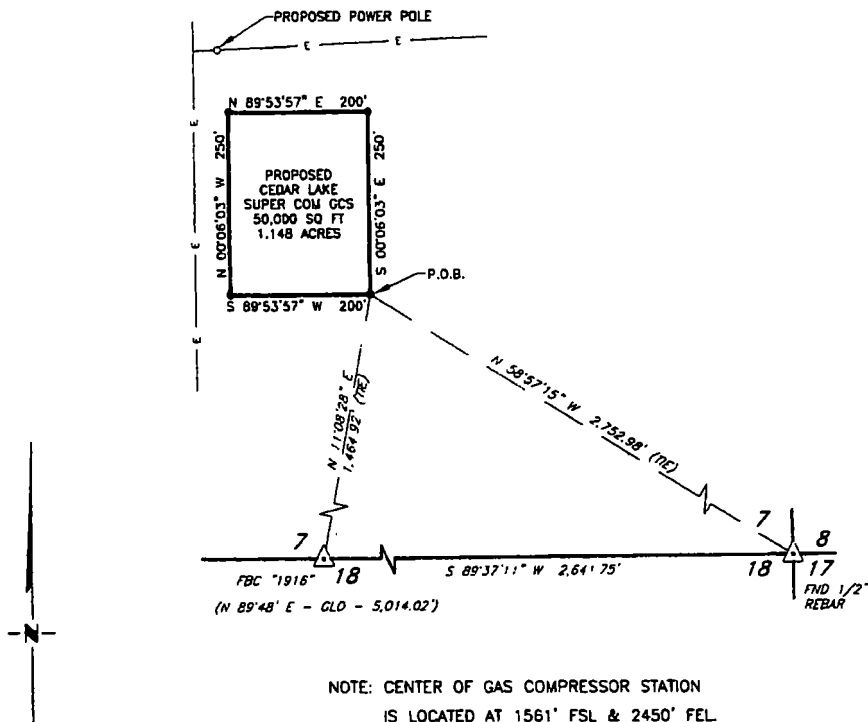 PROPOSED POWER POLE
E
E
N 89°53'57" E 200'
E
N 00°06'03" W 250'
S 00°06'03" E 250'
PROPOSED
CEDAR LAKE
SUPER COM GCS
50,000 SQ FT
1.148 ACRES
E
E
P.O.B.
S 89°53'57" W 200'
N 58°57'15" W 2,752.98' (TIE)
N 11°08'28" E
1,464.92' (TIE)
7
7
8
FBC "1916"
18
S 89°37'11" W 2,641.75'
18
17
FND 1/2"
REBAR
(N 89°48' E - GLO - 5,014.02')
N
NOTE: CENTER OF GAS COMPRESSOR STATION
IS LOCATED AT 1561' FSL & 2450' FEL